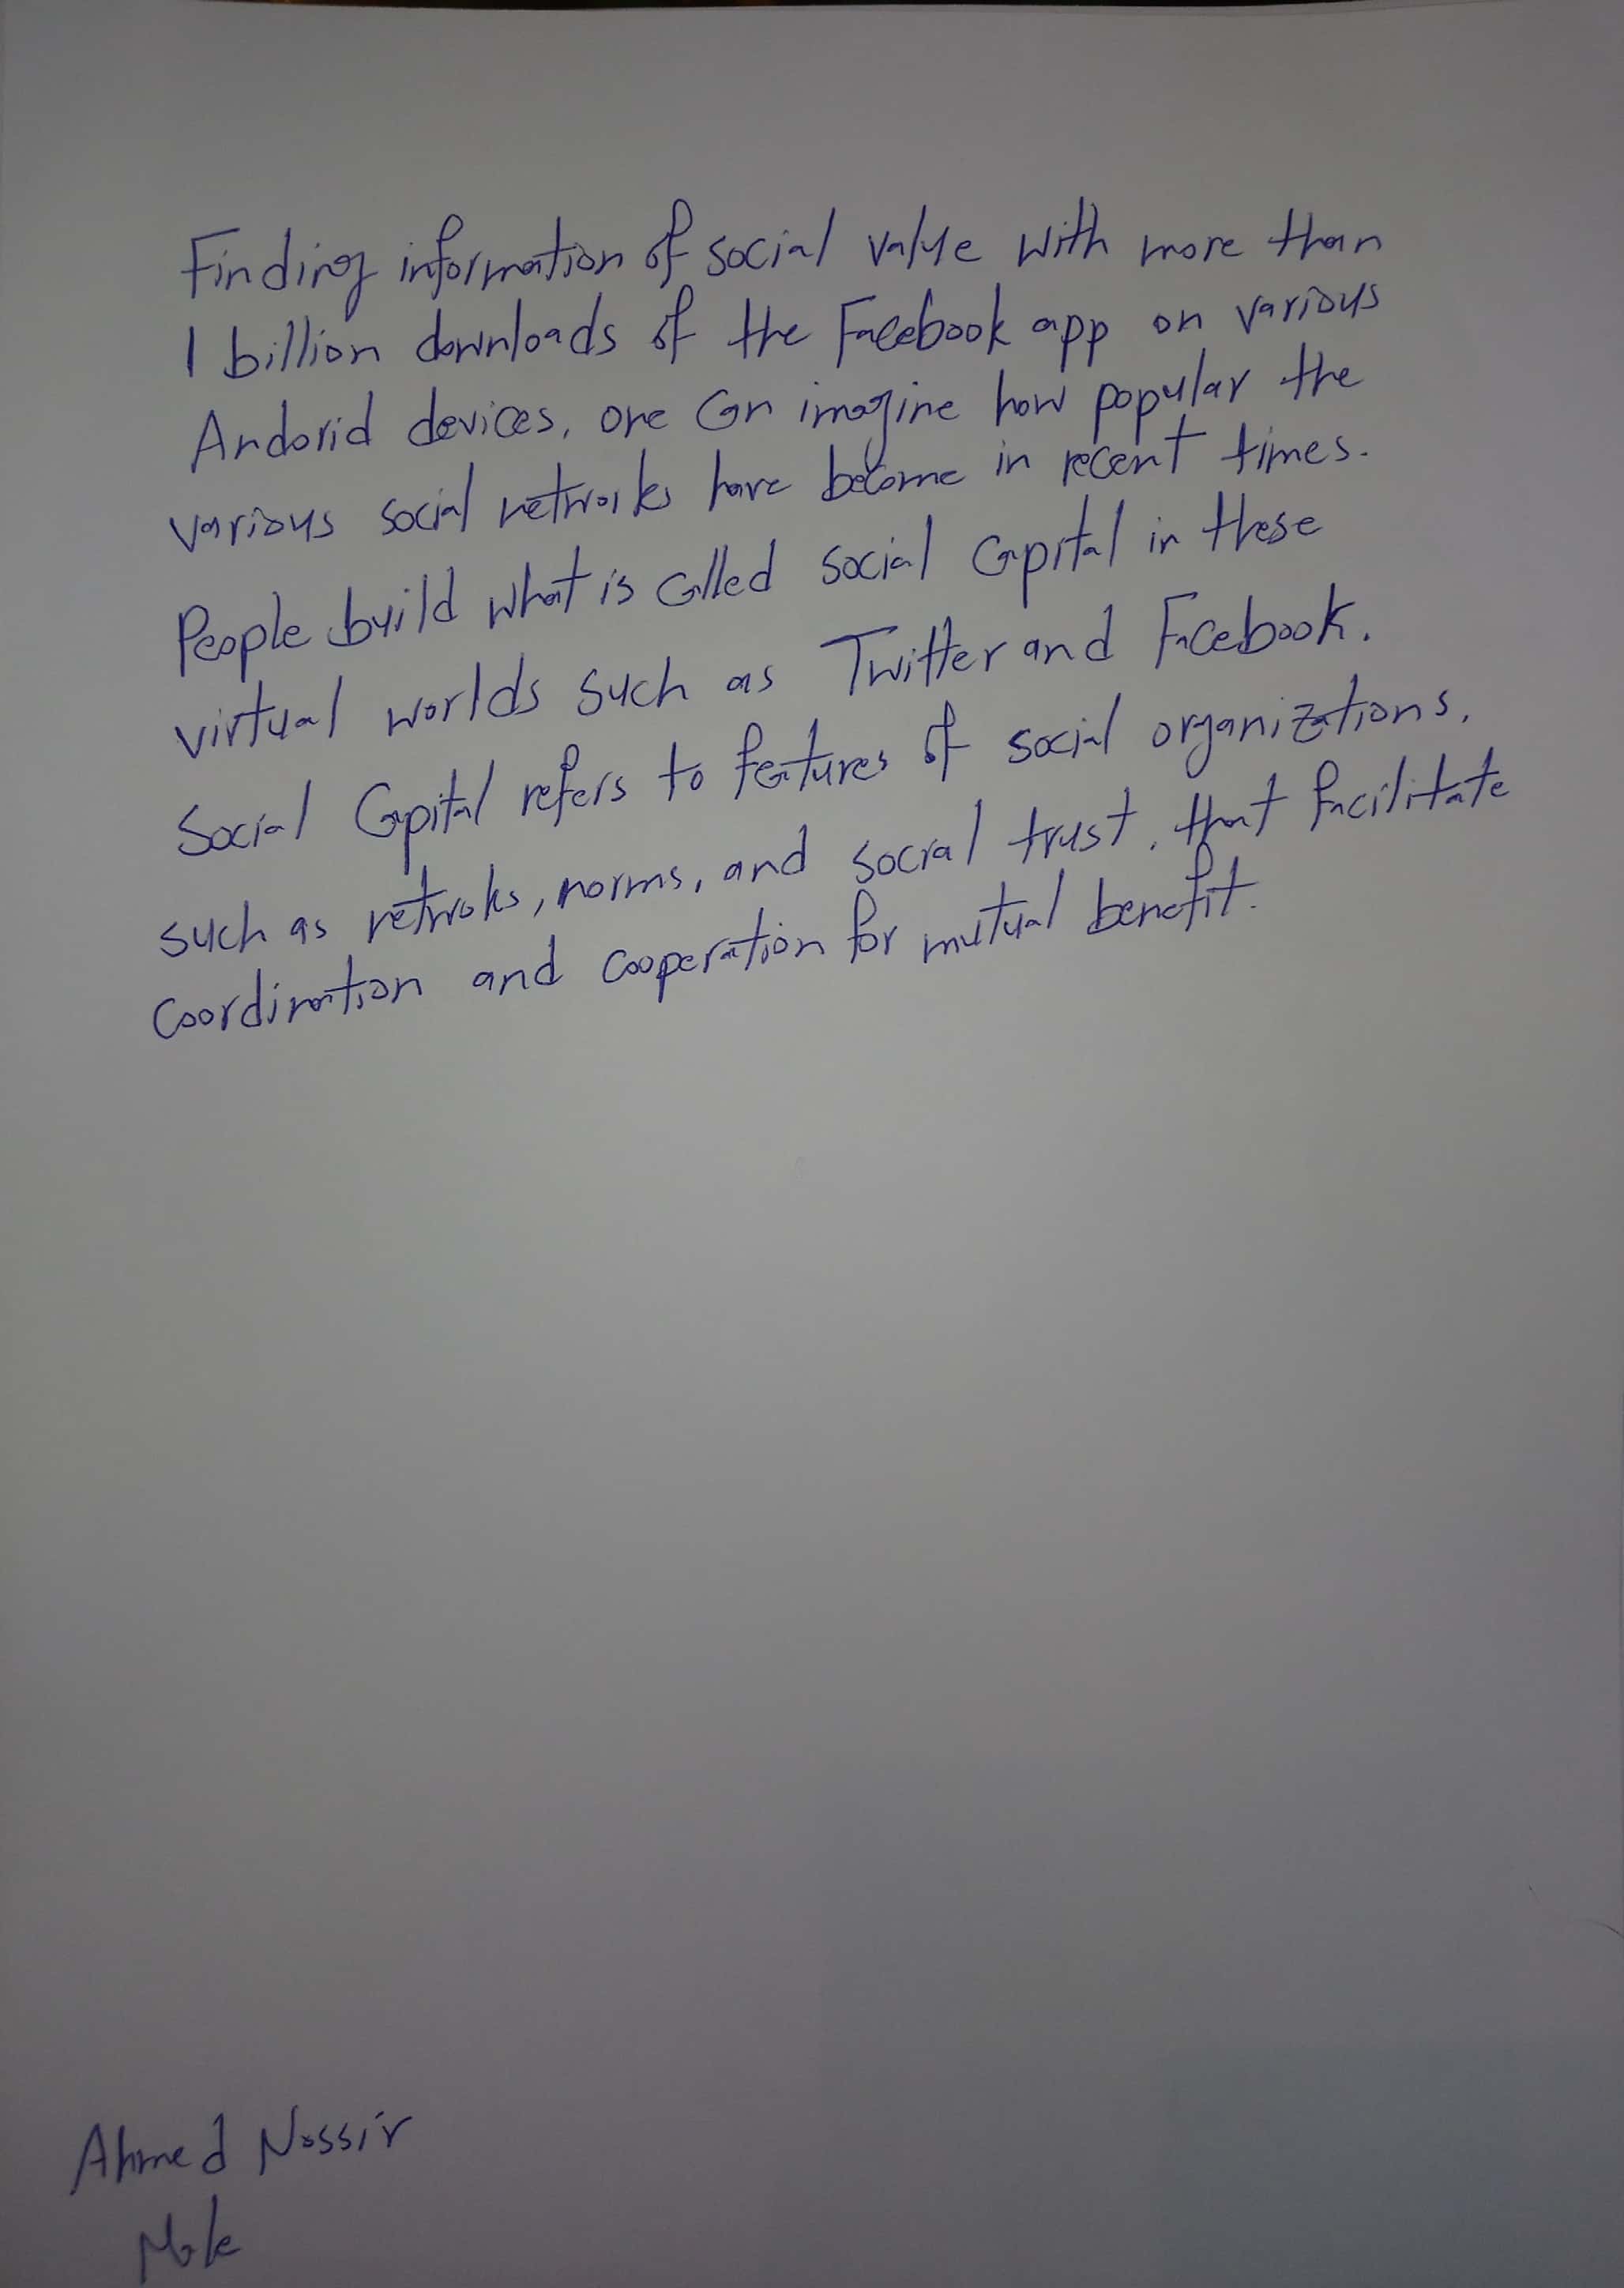 Finding information of social value with more than
1 billion downloads of the Facebook app on various
Andorid devices, one can imagine how popular the
various social networks have become in recent times.
People build what is called social capital in these
virtual worlds such as Twitter and Facebook.
Social Capital refers to features of social organizations,
such as netwroks, norms, and social trust, that facilitate
Coordination and cooperation for mutual benefit.
Ahmed Nossir
Male